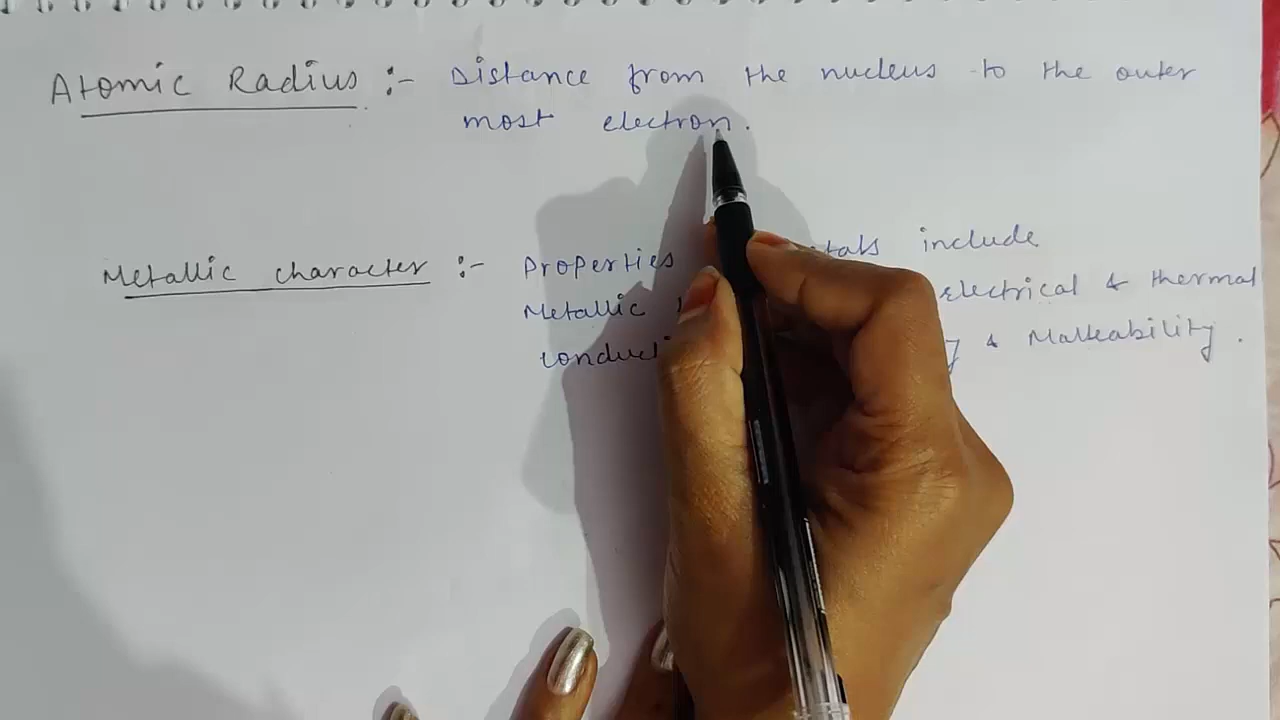 Atomic Radius :- Distance from the nucleus to the outer
most electron.
Metallic character :- Properties include
Metallic electrical & thermal
& Malleability.